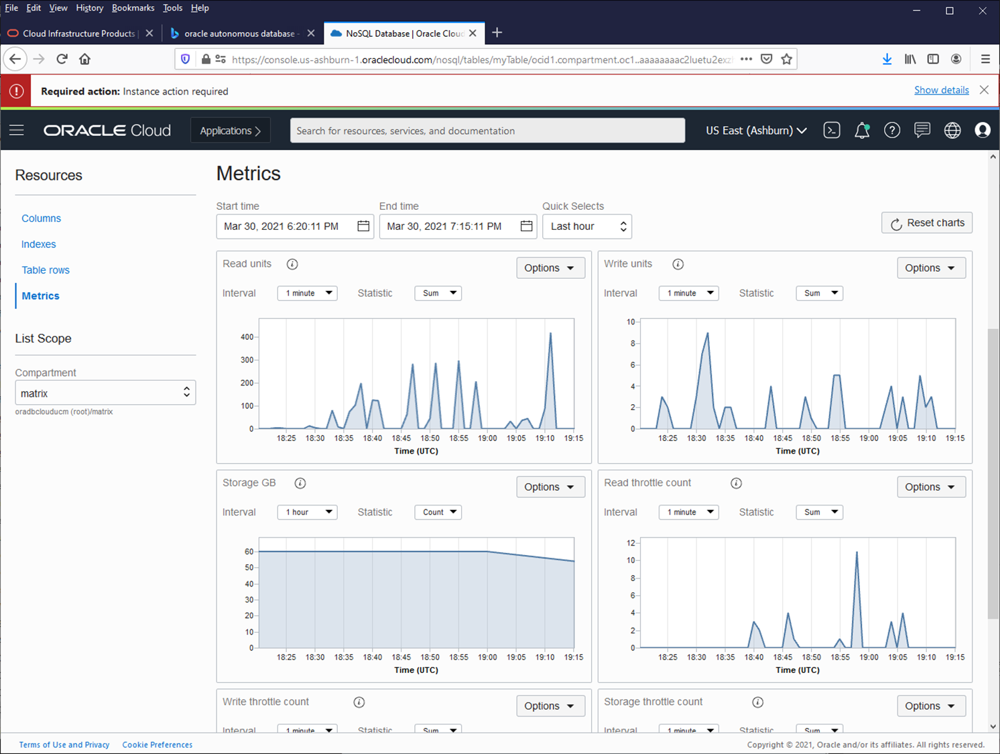 File Edit View History Bookmarks Tools Help
Cloud Infrastructure Products |
oracle autonomous database -
NoSQL Database | Oracle Cloud
https://console.us-ashburn-1.oraclecloud.com/nosql/tables/myTable/ocid1.compartment.oc1..aaaaaaaac2luetu2exz
Required action: Instance action required Show details
ORACLE Cloud Applications Search for resources, services, and documentation US East (Ashburn)
Resources
Columns
Indexes
Table rows
Metrics
List Scope
Compartment
matrix
oradbclouducm (root)/matrix
Metrics
Start time End time Quick Selects
Mar 30, 2021 6:20:11 PM Mar 30, 2021 7:15:11 PM Last hour Reset charts
Read units Options
Interval 1 minute Statistic Sum
400
300
200
100
0
18:25 18:30 18:35 18:40 18:45 18:50 18:55 19:00 19:05 19:10 19:15
Time (UTC)
Write units Options
Interval 1 minute Statistic Sum
10
8
6
4
2
0
18:25 18:30 18:35 18:40 18:45 18:50 18:55 19:00 19:05 19:10 19:15
Time (UTC)
Storage GB Options
Interval 1 hour Statistic Count
60
50
40
30
20
10
0
18:25 18:30 18:35 18:40 18:45 18:50 18:55 19:00 19:05 19:10 19:15
Time (UTC)
Read throttle count Options
Interval 1 minute Statistic Sum
12
10
8
6
4
2
0
18:25 18:30 18:35 18:40 18:45 18:50 18:55 19:00 19:05 19:10 19:15
Time (UTC)
Write throttle count Options
Interval 1 minute Statistic Sum
Storage throttle count Options
Interval 1 minute Statistic Sum
Terms of Use and Privacy Cookie Preferences Copyright © 2021, Oracle and/or its affiliates. All rights reserved.